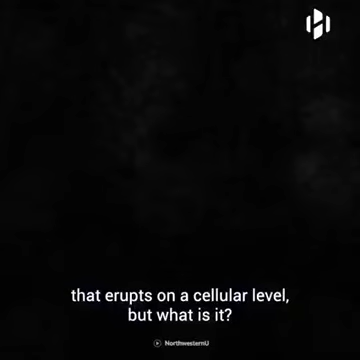 that erupts on a cellular level,
but what is it?
NorthwesternU